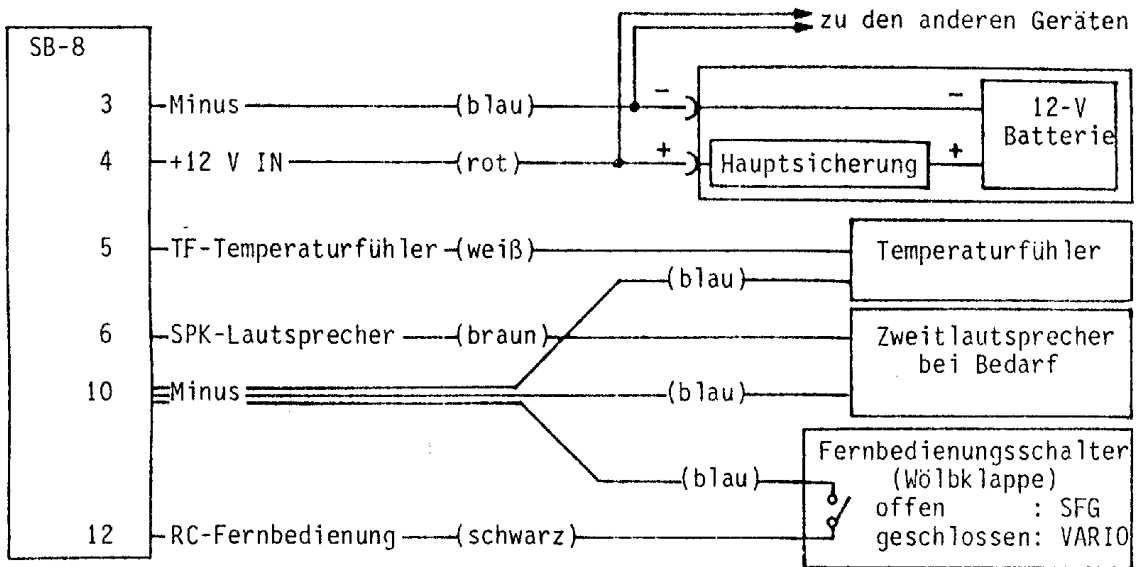 zu den anderen Geräten
SB-8
3 Minus (blau) − −
12-V
Batterie
4 +12 V IN (rot) + Hauptsicherung +
5 TF-Temperaturfühler (weiß) Temperaturfühler
(blau)
6 SPK-Lautsprecher (braun) Zweitlautsprecher
bei Bedarf
10 Minus (blau)
Fernbedienungsschalter
(Wölbklappe)
(blau)
offen : SFG
geschlossen: VARIO
12 RC-Fernbedienung (schwarz)